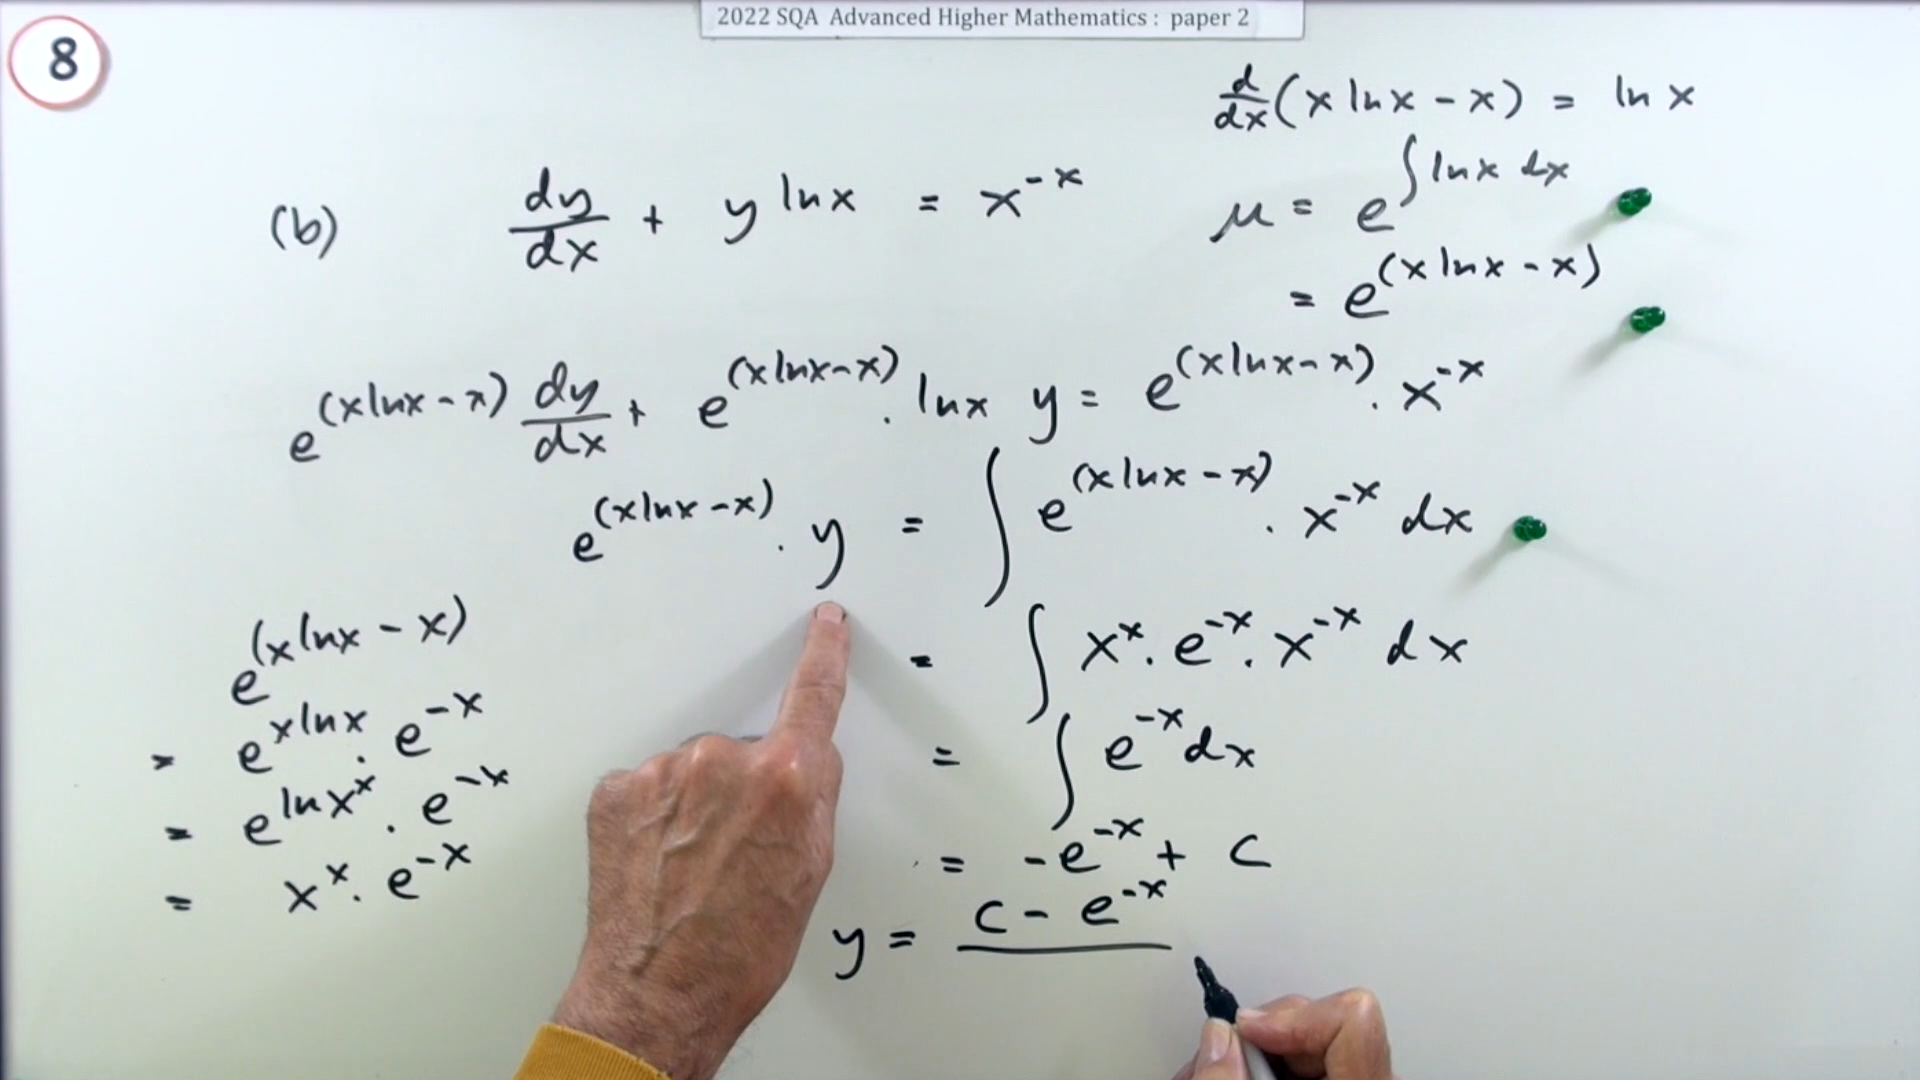 2022 SQA Advanced Higher Mathematics : paper 2
8
d/dx (x ln x - x) = ln x
(b) dy/dx + y ln x = x^-x
μ = e^∫ln x dx
= e^(x ln x - x)
e^(x ln x - x) dy/dx + e^(x ln x - x) . ln x y = e^(x ln x - x) . x^-x
e^(x ln x - x) . y = ∫ e^(x ln x - x) . x^-x dx
= ∫ x^x . e^-x . x^-x dx
= ∫ e^-x dx
= -e^-x + c
y = c - e^-x
e^(x ln x - x)
= e^x ln x . e^-x
= e^ln x^x . e^-x
= x^x . e^-x